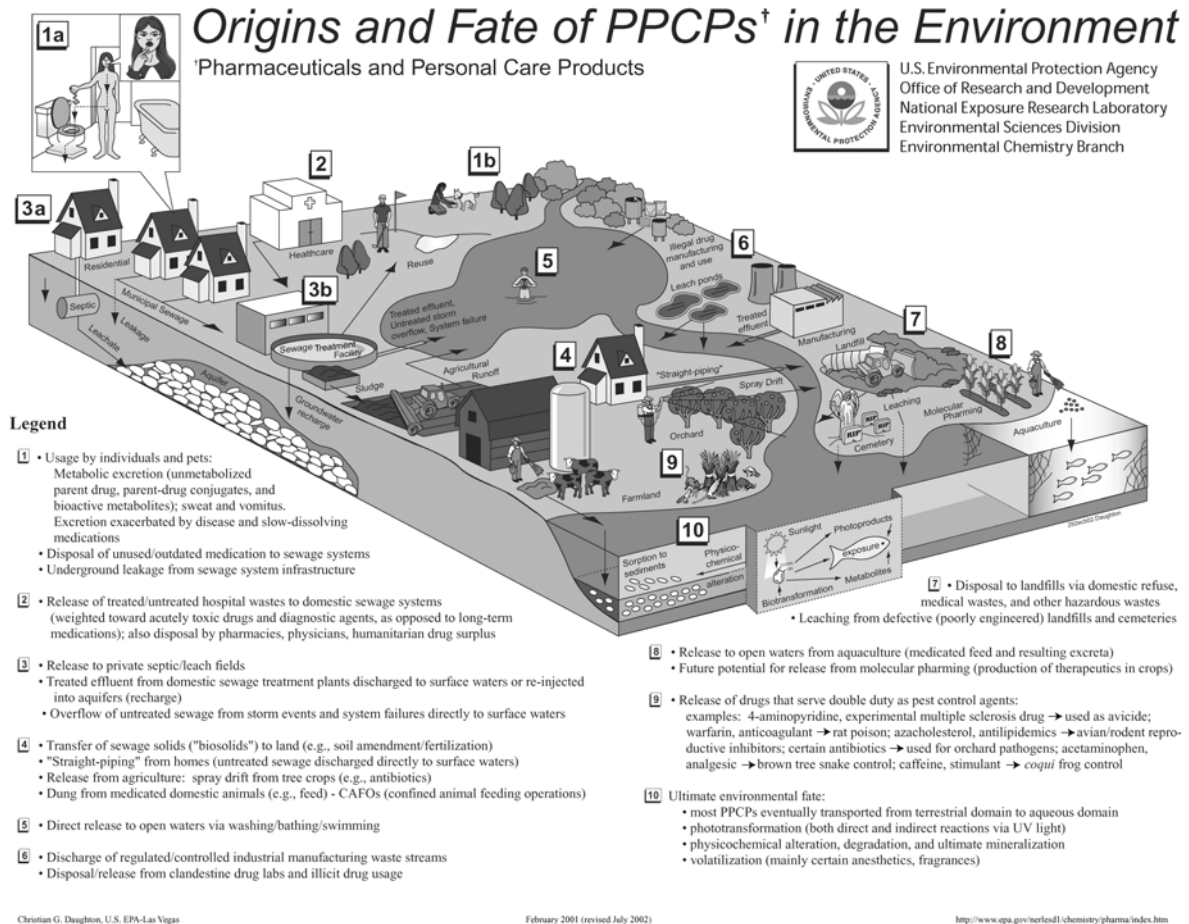 1a
Origins and Fate of PPCPs† in the Environment
†Pharmaceuticals and Personal Care Products
UNITED STATES
ENVIRONMENTAL PROTECTION AGENCY
U.S. Environmental Protection Agency
Office of Research and Development
National Exposure Research Laboratory
Environmental Sciences Division
Environmental Chemistry Branch
1b
2
3a
Residential
Healthcare
Reuse
5
Illegal drug
manufacturing
and use
6
Leach ponds
Septic
Municipal Sewage
3b
Leakage
Leachate
Sewage Treatment
Facility
Treated effluent,
Untreated storm
overflow, System failure
Treated
effluent
Manufacturing
7
Landfill
8
Aquifer
Sludge
Groundwater
recharge
Agricultural
Runoff
4
"Straight-piping"
Spray Drift
Orchard
Leaching
Molecular
Pharming
RIP
RIP
RIP
Cemetery
Aquaculture
9
Farmland
10
Sorption to
sediments
Physico-
chemical
alteration
Sunlight
Photoproducts
exposure
Metabolites
Biotransformation
Legend
1 • Usage by individuals and pets:
Metabolic excretion (unmetabolized
parent drug, parent-drug conjugates, and
bioactive metabolites); sweat and vomitus.
Excretion exacerbated by disease and slow-dissolving
medications
• Disposal of unused/outdated medication to sewage systems
• Underground leakage from sewage system infrastructure
2 • Release of treated/untreated hospital wastes to domestic sewage systems
(weighted toward acutely toxic drugs and diagnostic agents, as opposed to long-term
medications); also disposal by pharmacies, physicians, humanitarian drug surplus
3 • Release to private septic/leach fields
• Treated effluent from domestic sewage treatment plants discharged to surface waters or re-injected
into aquifers (recharge)
• Overflow of untreated sewage from storm events and system failures directly to surface waters
4 • Transfer of sewage solids ("biosolids") to land (e.g., soil amendment/fertilization)
• "Straight-piping" from homes (untreated sewage discharged directly to surface waters)
• Release from agriculture: spray drift from tree crops (e.g., antibiotics)
• Dung from medicated domestic animals (e.g., feed) - CAFOs (confined animal feeding operations)
5 • Direct release to open waters via washing/bathing/swimming
6 • Discharge of regulated/controlled industrial manufacturing waste streams
• Disposal/release from clandestine drug labs and illicit drug usage
7 • Disposal to landfills via domestic refuse,
medical wastes, and other hazardous wastes
• Leaching from defective (poorly engineered) landfills and cemeteries
8 • Release to open waters from aquaculture (medicated feed and resulting excreta)
• Future potential for release from molecular pharming (production of therapeutics in crops)
9 • Release of drugs that serve double duty as pest control agents:
examples: 4-aminopyridine, experimental multiple sclerosis drug → used as avicide;
warfarin, anticoagulant → rat poison; azacholesterol, antilipidemics → avian/rodent repro-
ductive inhibitors; certain antibiotics → used for orchard pathogens; acetaminophen,
analgesic → brown tree snake control; caffeine, stimulant → coqui frog control
10 Ultimate environmental fate:
• most PPCPs eventually transported from terrestrial domain to aqueous domain
• phototransformation (both direct and indirect reactions via UV light)
• physicochemical alteration, degradation, and ultimate mineralization
• volatilization (mainly certain anesthetics, fragrances)
Christian G. Daughton, U.S. EPA-Las Vegas
February 2001 (revised July 2002)
http://www.epa.gov/nerlesd1/chemistry/pharma/index.htm